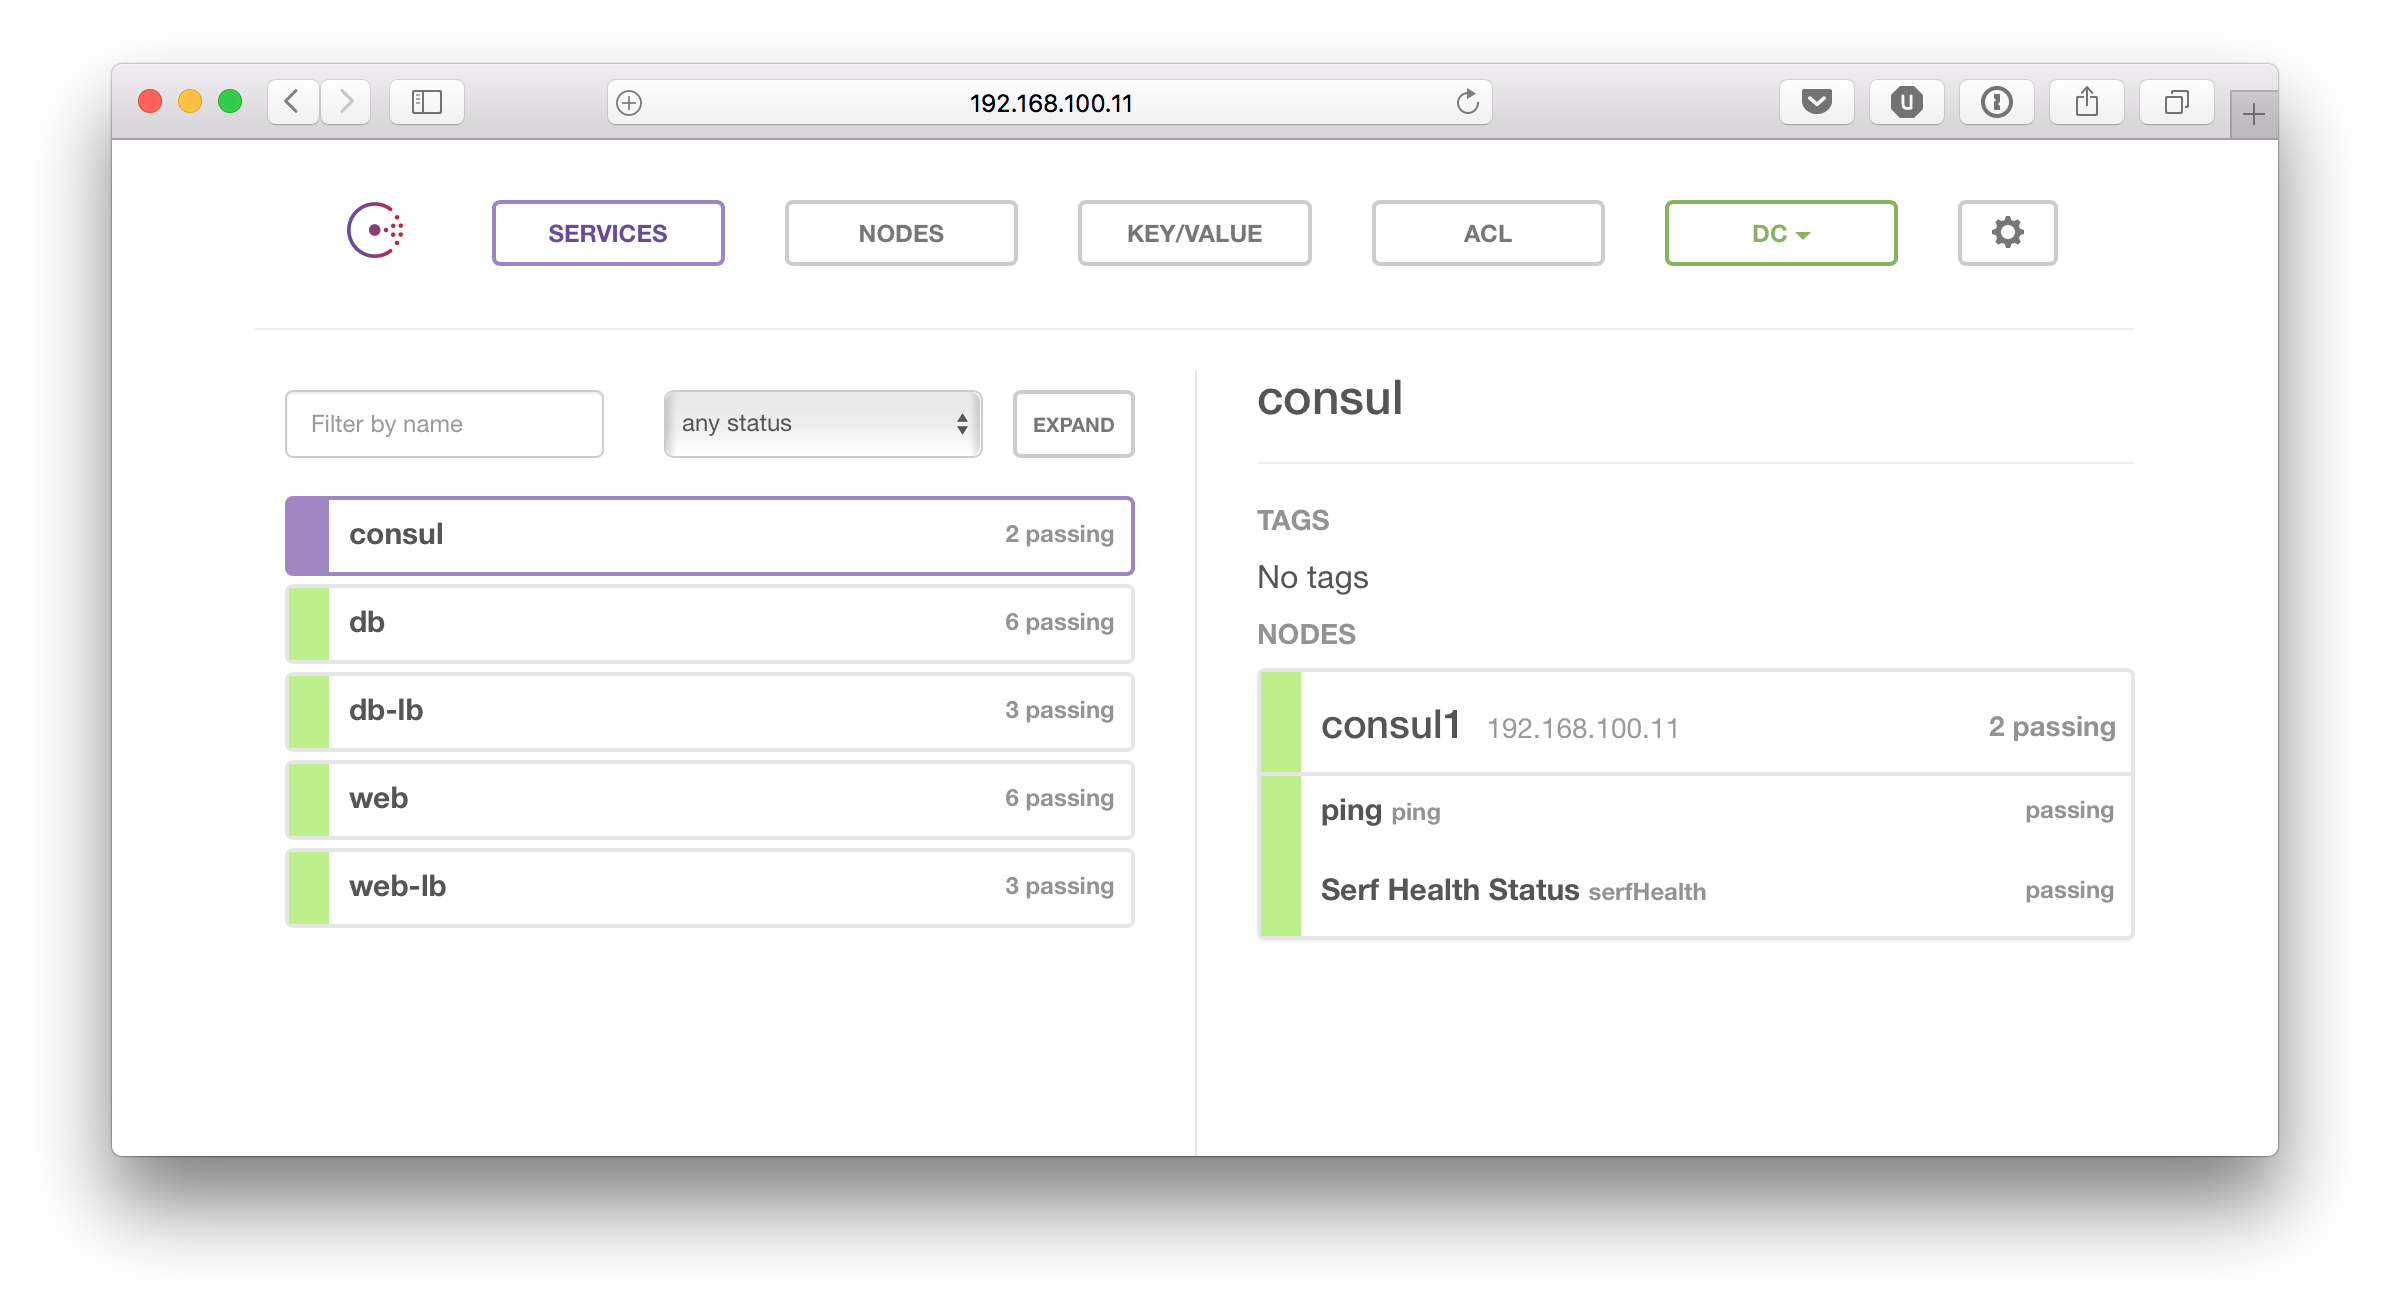 192.168.100.11
SERVICES NODES KEY/VALUE ACL DC
Filter by name any status EXPAND
consul 2 passing
db 6 passing
db-lb 3 passing
web 6 passing
web-lb 3 passing
consul
TAGS
No tags
NODES
consul1 192.168.100.11 2 passing
ping ping passing
Serf Health Status serfHealth passing